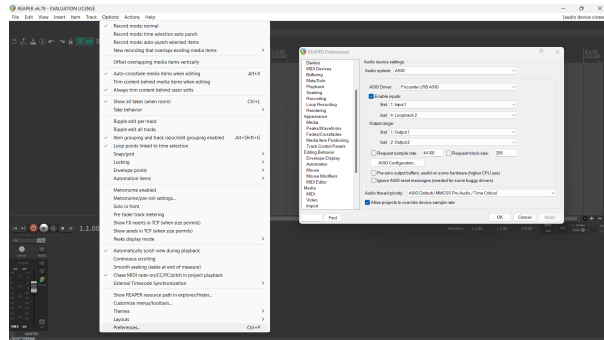 REAPER v6.78 - EVALUATION LICENSE
File Edit View Insert Item Track Options Actions Help
[audio device closed
Record mode: normal
Record mode: time selection auto punch
Record mode: auto-punch selected items
New recording that overlaps existing media items
Offset overlapping media items vertically
Auto-crossfade media items when editing Alt+X
Trim content behind media items when editing
Always trim content behind razor edits
Show all takes (when room) Ctrl+L
Take behavior
Ripple edit per-track
Ripple edit all tracks
Item grouping and track razor/edit grouping enabled Alt+Shift+G
Loop points linked to time selection
Snap/grid
Locking
Envelope points
Automation items
Metronome enabled
Metronome/pre-roll settings...
Solo in front
Pre-fader track metering
Show FX inserts in TCP (when size permits)
Show sends in TCP (when size permits)
Peaks display mode
Automatically scroll view during playback
Continuous scrolling
Smooth seeking (seeks at end of measure)
Chase MIDI note-on/CC/PC/pitch in project playback
External Timecode Synchronization
Show REAPER resource path in explorer/finder...
Customize menus/toolbars...
Themes
Layouts
Preferences... Ctrl+P
1.1.00
MASTER
REAPER Preferences
Device
MIDI Devices
Buffering
Mute/Solo
Playback
Seeking
Recording
Loop Recording
Rendering
Appearance
Media
Peaks/Waveforms
Fades/Crossfades
Media Item Positioning
Track Control Panels
Editing Behavior
Envelope Display
Automation
Mouse
Mouse Modifiers
MIDI Editor
Media
MIDI
Video
Import
Find
Audio device settings
Audio system: ASIO
ASIO Driver: Focusrite USB ASIO
Enable inputs:
first 1: Input 1
last 4: Loopback 2
Output range:
first 1: Output 1
last 2: Output 2
Request sample rate: 44100 Request block size: 256
ASIO Configuration...
Pre-zero output buffers, useful on some hardware (higher CPU use)
Ignore ASIO reset messages (needed for some buggy drivers)
Audio thread priority: ASIO Default / MMCSS Pro Audio / Time Critical
Allow projects to override device sample rate
OK Cancel Apply